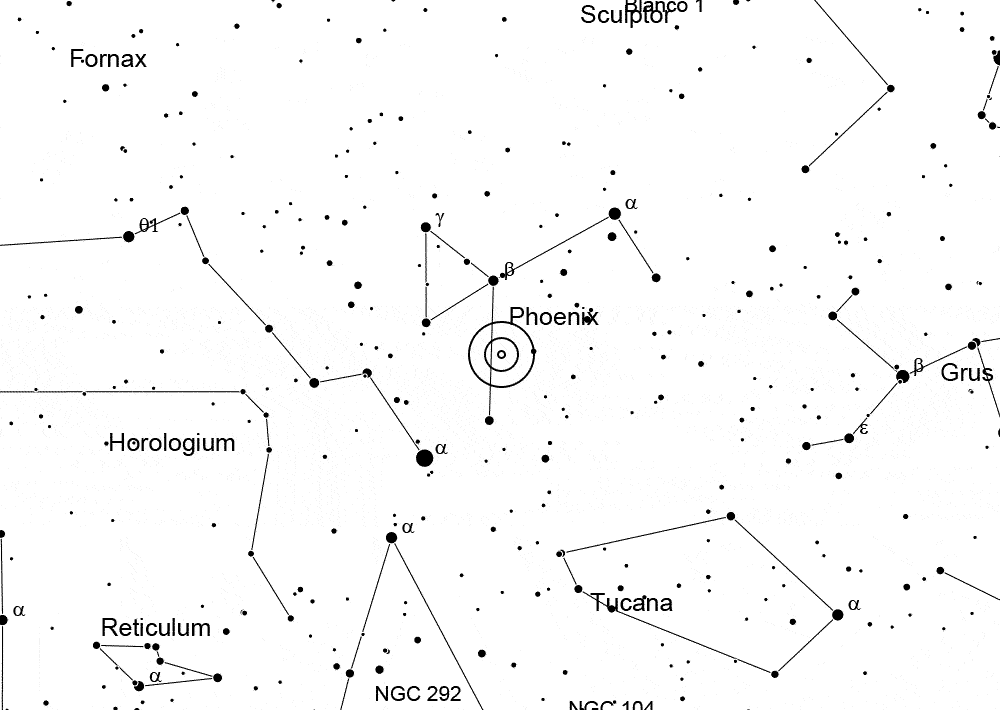 Blanco 1
Sculptor
Fornax
α
θ1
γ
β
Phoenix
β
Grus
ε
Horologium
α
α
α
Tucana
α
Reticulum
α
NGC 292
NGC 104